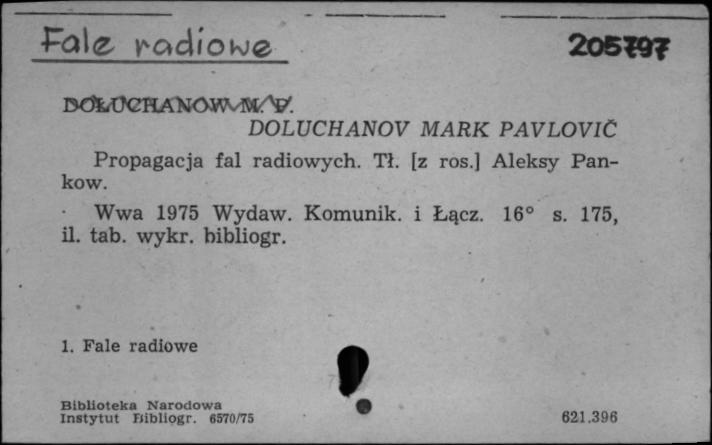 Fale radiowe 205797
DOŁUCHANOW M. P.
DOLUCHANOV MARK PAVLOVIČ
Propagacja fal radiowych. Tł. [z ros.] Aleksy Pan-
kow.
Wwa 1975 Wydaw. Komunik. i Łącz. 16° s. 175,
il. tab. wykr. bibliogr.
1. Fale radiowe
Biblioteka Narodowa
Instytut Bibliogr. 6570/75 621.396